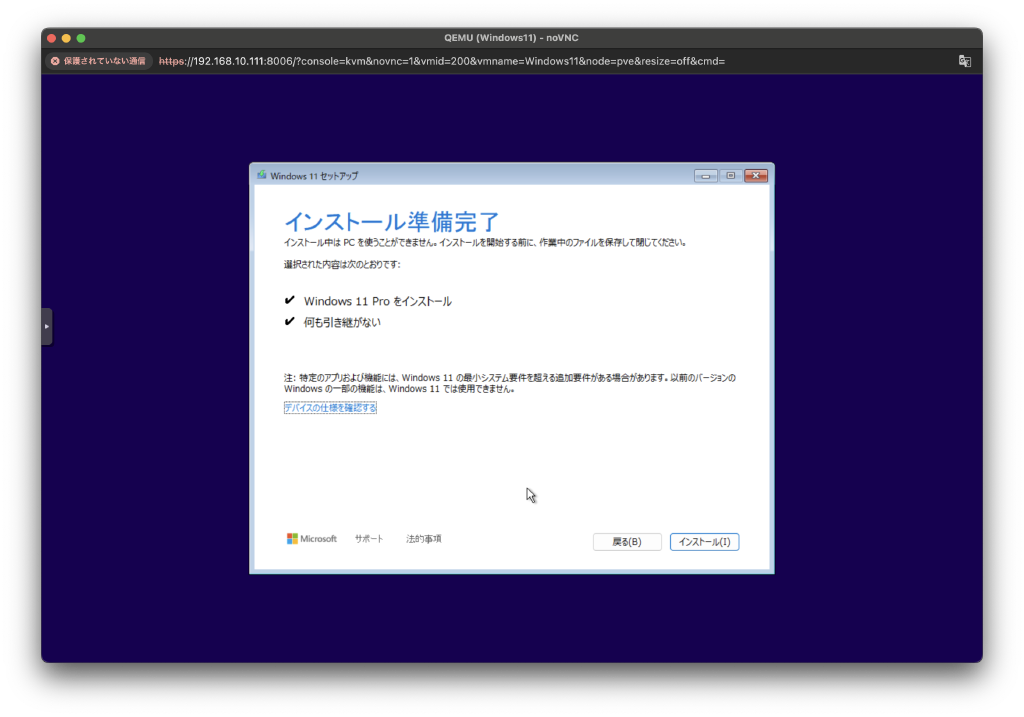 QEMU (Windows11) - noVNC
保護されていない通信 https://192.168.10.111:8006/?console=kvm&novnc=1&vmid=200&vmname=Windows11&node=pve&resize=off&cmd=
Windows 11 セットアップ
インストール準備完了
インストール中は PC を使うことができません。インストールを開始する前に、作業中のファイルを保存して閉じてください。
選択された内容は次のとおりです:
✔ Windows 11 Pro をインストール
✔ 何も引き継がない
注: 特定のアプリおよび機能には、Windows 11 の最小システム要件を超える追加要件がある場合があります。以前のバージョンの
Windows の一部の機能は、Windows 11 では使用できません。
デバイスの仕様を確認する
Microsoft サポート 法的事項 戻る(B) インストール(I)